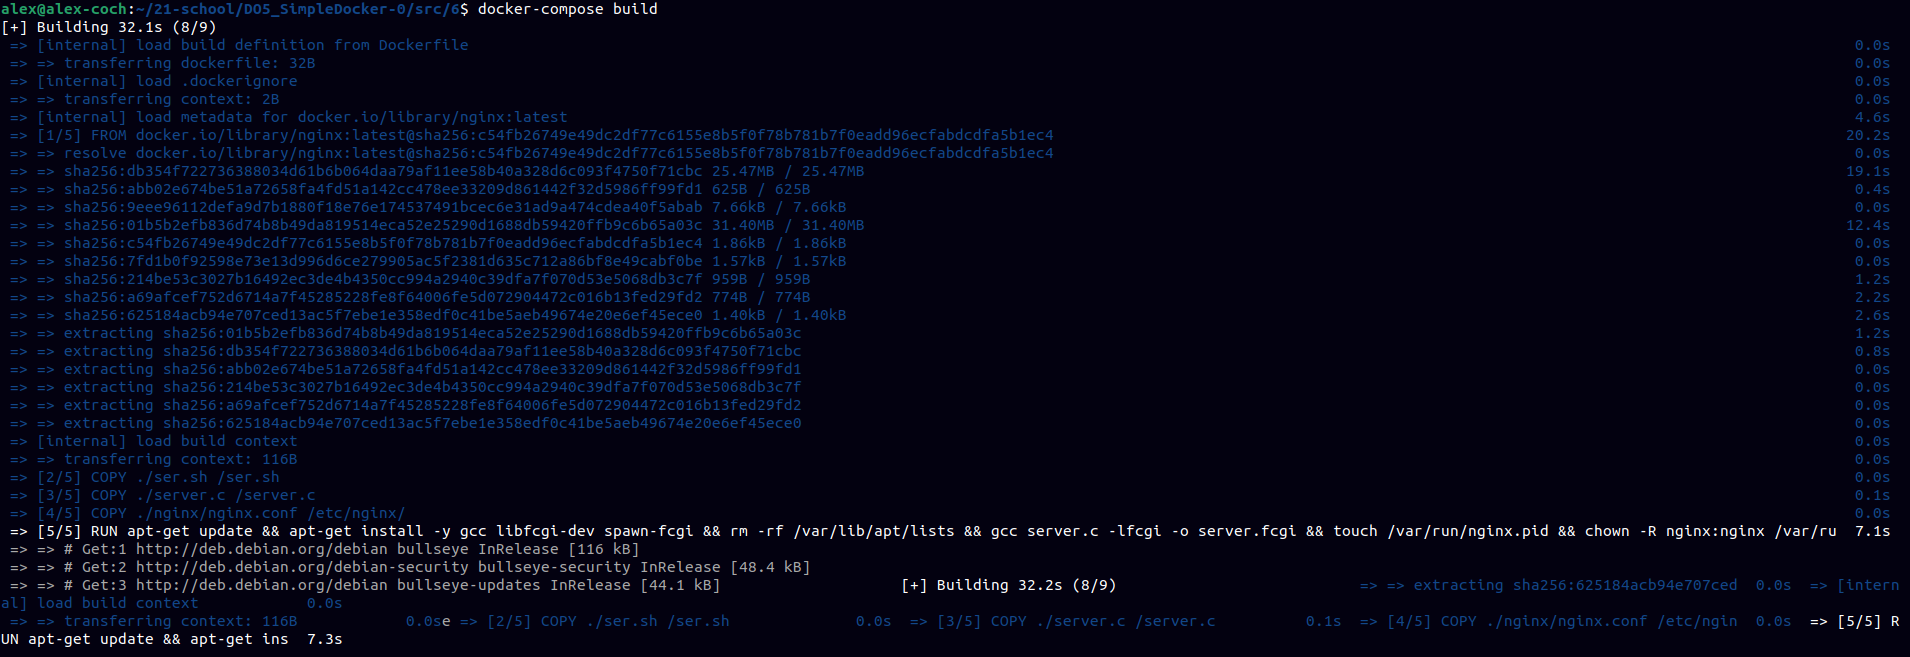 alex@alex-coch:~/21-school/DO5_SimpleDocker-0/src/6$ docker-compose build
[+] Building 32.1s (8/9)
=> [internal] load build definition from Dockerfile 0.0s
=> => transferring dockerfile: 32B 0.0s
=> [internal] load .dockerignore 0.0s
=> => transferring context: 2B 0.0s
=> [internal] load metadata for docker.io/library/nginx:latest 4.6s
=> [1/5] FROM docker.io/library/nginx:latest@sha256:c54fb26749e49dc2df77c6155e8b5f0f78b781b7f0eadd96ecfabdcdfa5b1ec4 20.2s
=> => resolve docker.io/library/nginx:latest@sha256:c54fb26749e49dc2df77c6155e8b5f0f78b781b7f0eadd96ecfabdcdfa5b1ec4 0.0s
=> => sha256:db354f722736388034d61b6b064daa79af11ee58b40a328d6c093f4750f71cbc 25.47MB / 25.47MB 19.1s
=> => sha256:abb02e674be51a72658fa4fd51a142cc478ee33209d861442f32d5986ff99fd1 625B / 625B 0.4s
=> => sha256:9eee96112defa9d7b1880f18e76e174537491bcec6e31ad9a474cdea40f5abab 7.66kB / 7.66kB 0.0s
=> => sha256:01b5b2efb836d74b8b49da819514eca52e25290d1688db59420ffb9c6b65a03c 31.40MB / 31.40MB 12.4s
=> => sha256:c54fb26749e49dc2df77c6155e8b5f0f78b781b7f0eadd96ecfabdcdfa5b1ec4 1.86kB / 1.86kB 0.0s
=> => sha256:7fd1b0f92598e73e13d996d6ce279905ac5f2381d635c712a86bf8e49cabf0be 1.57kB / 1.57kB 0.0s
=> => sha256:214be53c3027b16492ec3de4b4350cc994a2940c39dfa7f070d53e5068db3c7f 959B / 959B 1.2s
=> => sha256:a69afcef752d6714a7f45285228fe8f64006fe5d072904472c016b13fed29fd2 774B / 774B 2.2s
=> => sha256:625184acb94e707ced13ac5f7ebe1e358edf0c41be5aeb49674e20e6ef45ece0 1.40kB / 1.40kB 2.6s
=> => extracting sha256:01b5b2efb836d74b8b49da819514eca52e25290d1688db59420ffb9c6b65a03c 1.2s
=> => extracting sha256:db354f722736388034d61b6b064daa79af11ee58b40a328d6c093f4750f71cbc 0.8s
=> => extracting sha256:abb02e674be51a72658fa4fd51a142cc478ee33209d861442f32d5986ff99fd1 0.0s
=> => extracting sha256:214be53c3027b16492ec3de4b4350cc994a2940c39dfa7f070d53e5068db3c7f 0.0s
=> => extracting sha256:a69afcef752d6714a7f45285228fe8f64006fe5d072904472c016b13fed29fd2 0.0s
=> => extracting sha256:625184acb94e707ced13ac5f7ebe1e358edf0c41be5aeb49674e20e6ef45ece0 0.0s
=> [internal] load build context 0.0s
=> => transferring context: 116B 0.0s
=> [2/5] COPY ./ser.sh /ser.sh 0.0s
=> [3/5] COPY ./server.c /server.c 0.1s
=> [4/5] COPY ./nginx/nginx.conf /etc/nginx/ 0.0s
=> [5/5] RUN apt-get update && apt-get install -y gcc libfcgi-dev spawn-fcgi && rm -rf /var/lib/apt/lists && gcc server.c -lfcgi -o server.fcgi && touch /var/run/nginx.pid && chown -R nginx:nginx /var/ru 7.1s
=> => # Get:1 http://deb.debian.org/debian bullseye InRelease [116 kB]
=> => # Get:2 http://deb.debian.org/debian-security bullseye-security InRelease [48.4 kB]
=> => # Get:3 http://deb.debian.org/debian bullseye-updates InRelease [44.1 kB] [+] Building 32.2s (8/9) => => extracting sha256:625184acb94e707ced 0.0s => [intern
al] load build context 0.0s
=> => transferring context: 116B 0.0se => [2/5] COPY ./ser.sh /ser.sh 0.0s => [3/5] COPY ./server.c /server.c 0.1s => [4/5] COPY ./nginx/nginx.conf /etc/ngin 0.0s => [5/5] R
UN apt-get update && apt-get ins 7.3s